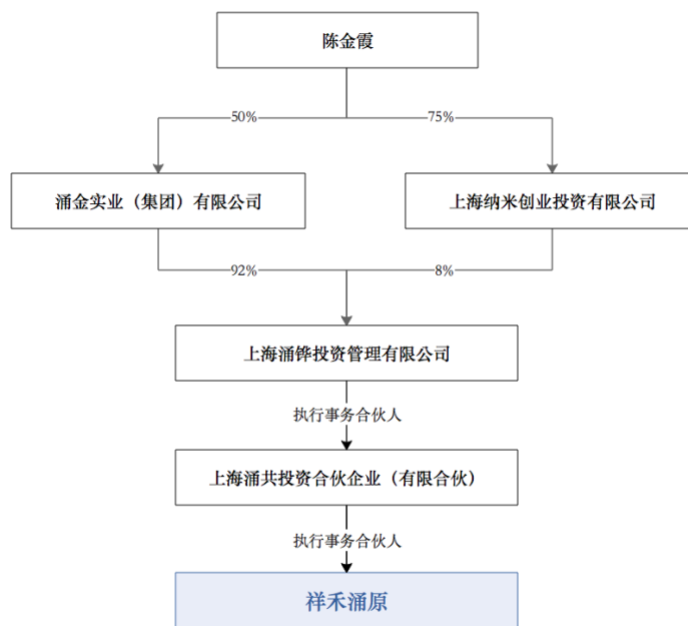 陈金霞
50%
75%
涌金实业（集团）有限公司
上海纳米创业投资有限公司
92%
8%
上海涌铧投资管理有限公司
执行事务合伙人
上海涌共投资合伙企业（有限合伙）
执行事务合伙人
祥禾涌原